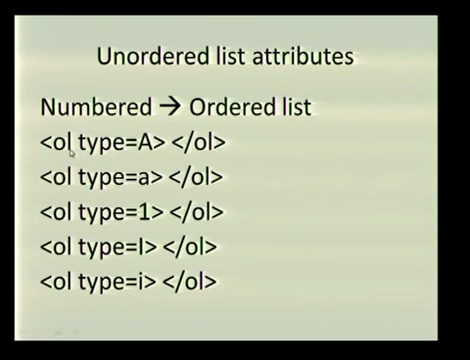 Unordered list attributes
Numbered → Ordered list
<ol type=A> </ol>
<ol type=a> </ol>
<ol type=1> </ol>
<ol type=I> </ol>
<ol type=i> </ol>